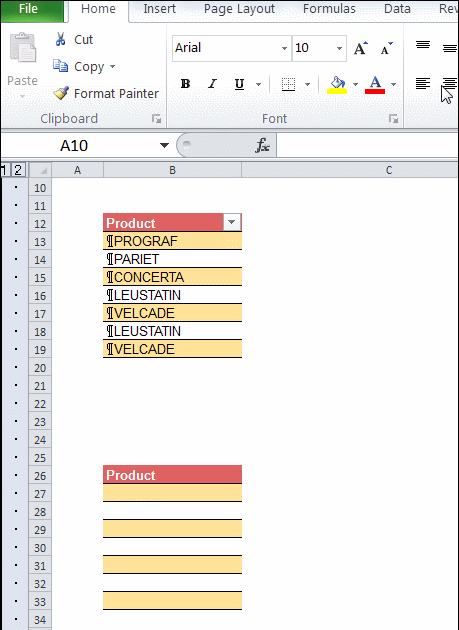 File Home Insert Page Layout Formulas Data Rev
Paste
Cut
Copy
Format Painter
Clipboard
Arial 10 A A
B I U A
Font
A10 fx
1 2 A B C
10
11
12 Product
13 ¶PROGRAF
14 ¶PARIET
15 ¶CONCERTA
16 ¶LEUSTATIN
17 ¶VELCADE
18 ¶LEUSTATIN
19 ¶VELCADE
20
21
22
23
24
25
26 Product
27
28
29
30
31
32
33
34